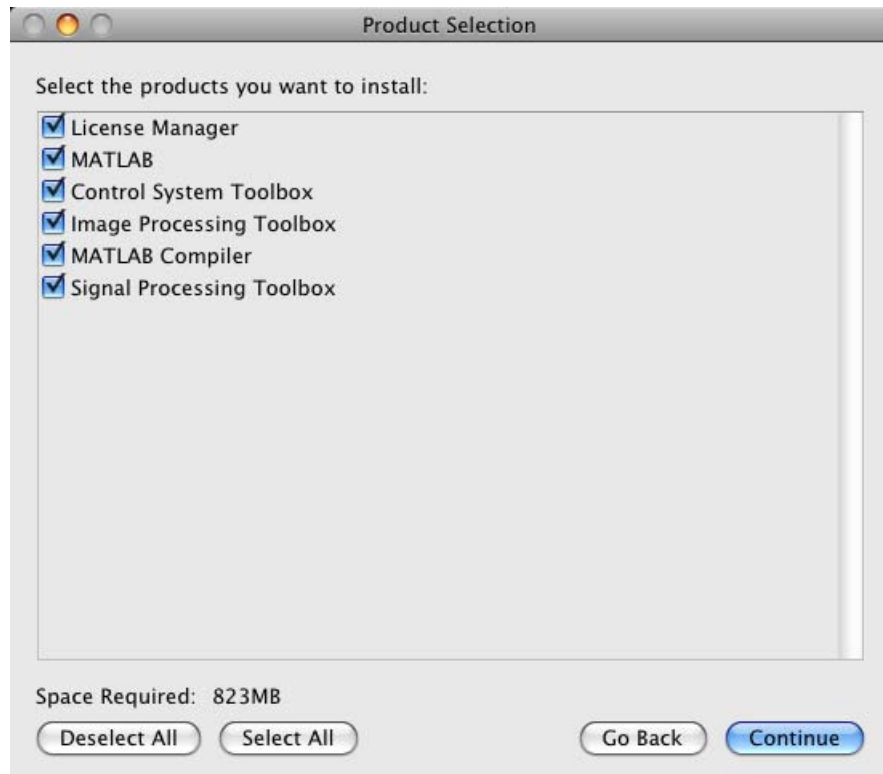 Product Selection
Select the products you want to install:
License Manager
MATLAB
Control System Toolbox
Image Processing Toolbox
MATLAB Compiler
Signal Processing Toolbox
Space Required: 823MB
Deselect All Select All Go Back Continue